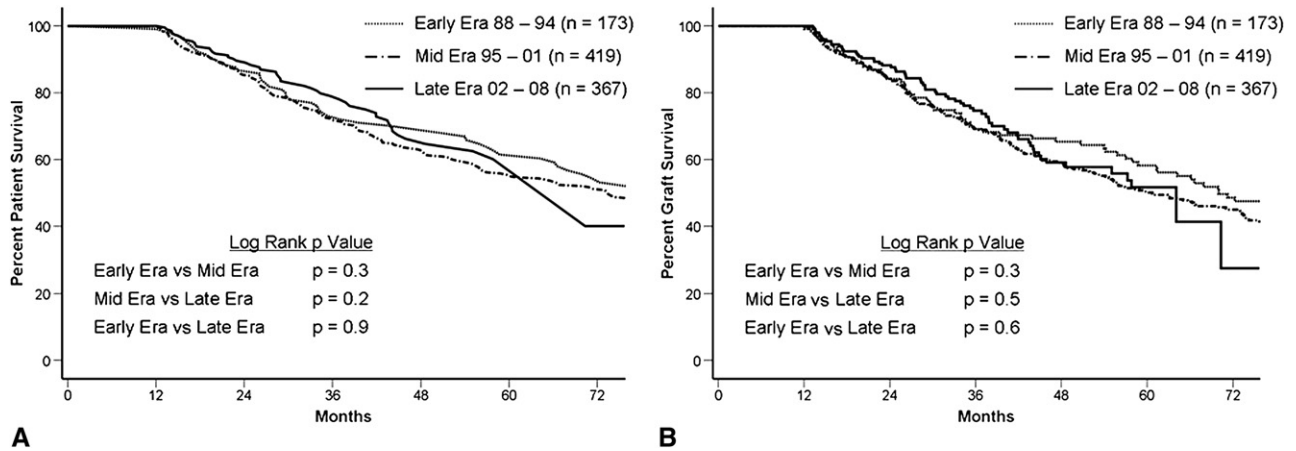 Percent Patient Survival
100
80
60
40
20
0
0 12 24 36 48 60 72
Months
Early Era 88 – 94 (n = 173)
Mid Era 95 – 01 (n = 419)
Late Era 02 – 08 (n = 367)
Log Rank p Value
Early Era vs Mid Era p = 0.3
Mid Era vs Late Era p = 0.2
Early Era vs Late Era p = 0.9
A
Percent Graft Survival
100
80
60
40
20
0
0 12 24 36 48 60 72
Months
Early Era 88 – 94 (n = 173)
Mid Era 95 – 01 (n = 419)
Late Era 02 – 08 (n = 367)
Log Rank p Value
Early Era vs Mid Era p = 0.3
Mid Era vs Late Era p = 0.5
Early Era vs Late Era p = 0.6
B